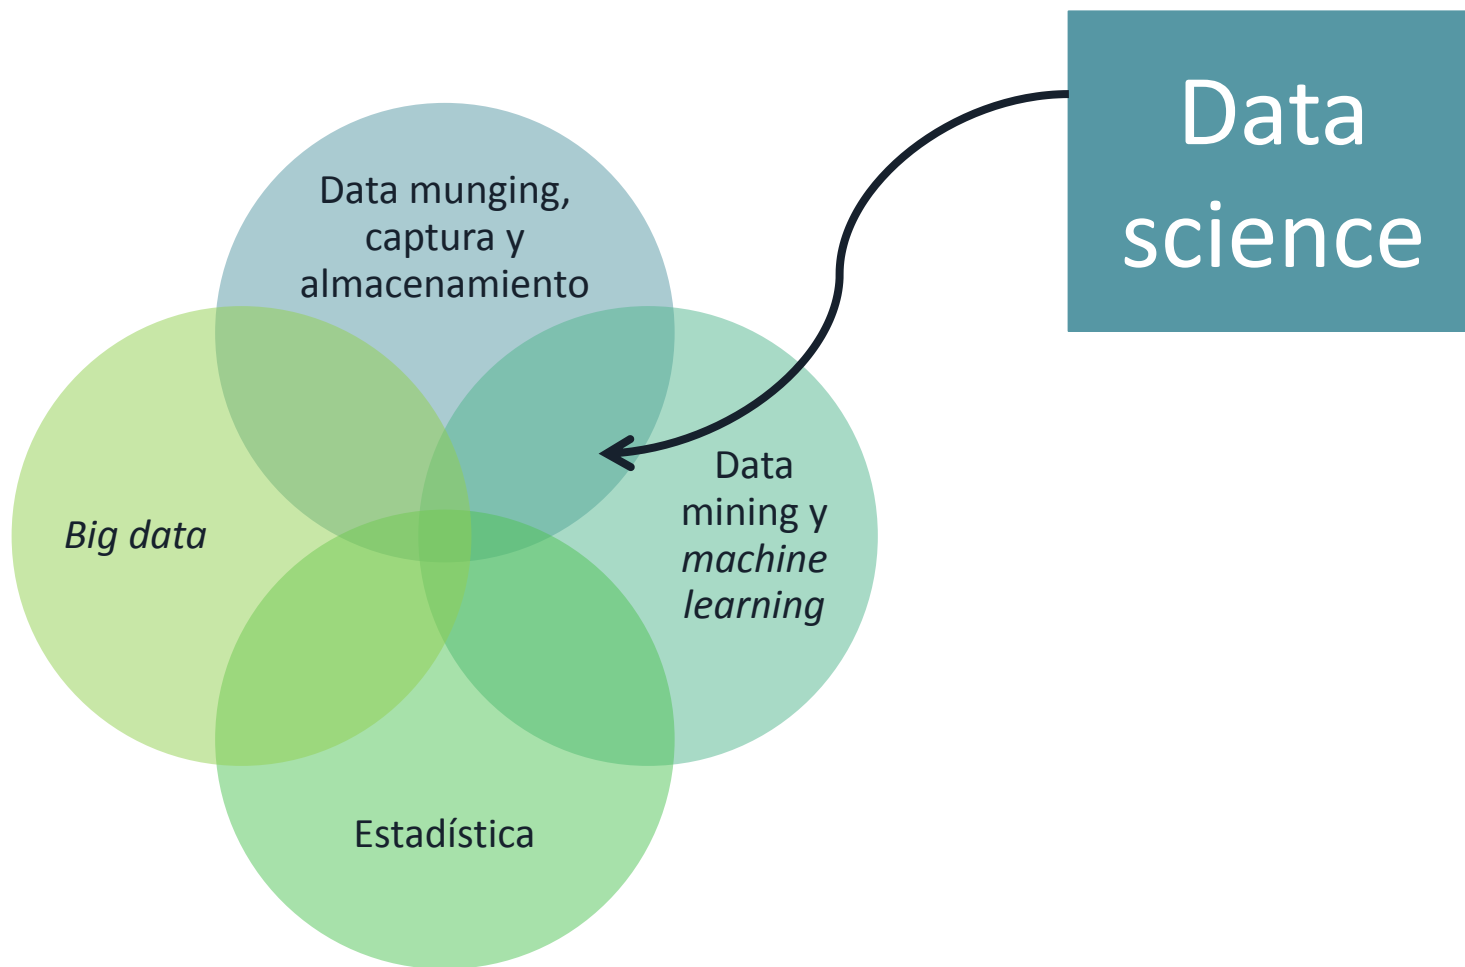 Data
science
Data munging,
captura y
almacenamiento
Big data
Data
mining y
machine
learning
Estadística